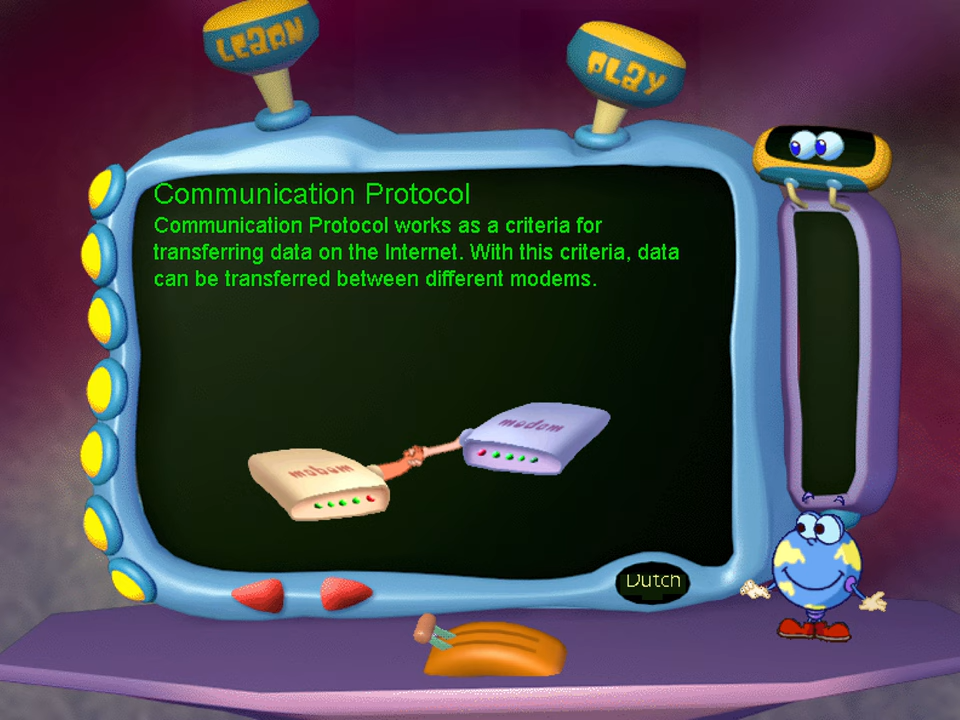 LEARN
PLAY
Communication Protocol
Communication Protocol works as a criteria for
transferring data on the Internet. With this criteria, data
can be transferred between different modems.
modem
modem
Dutch